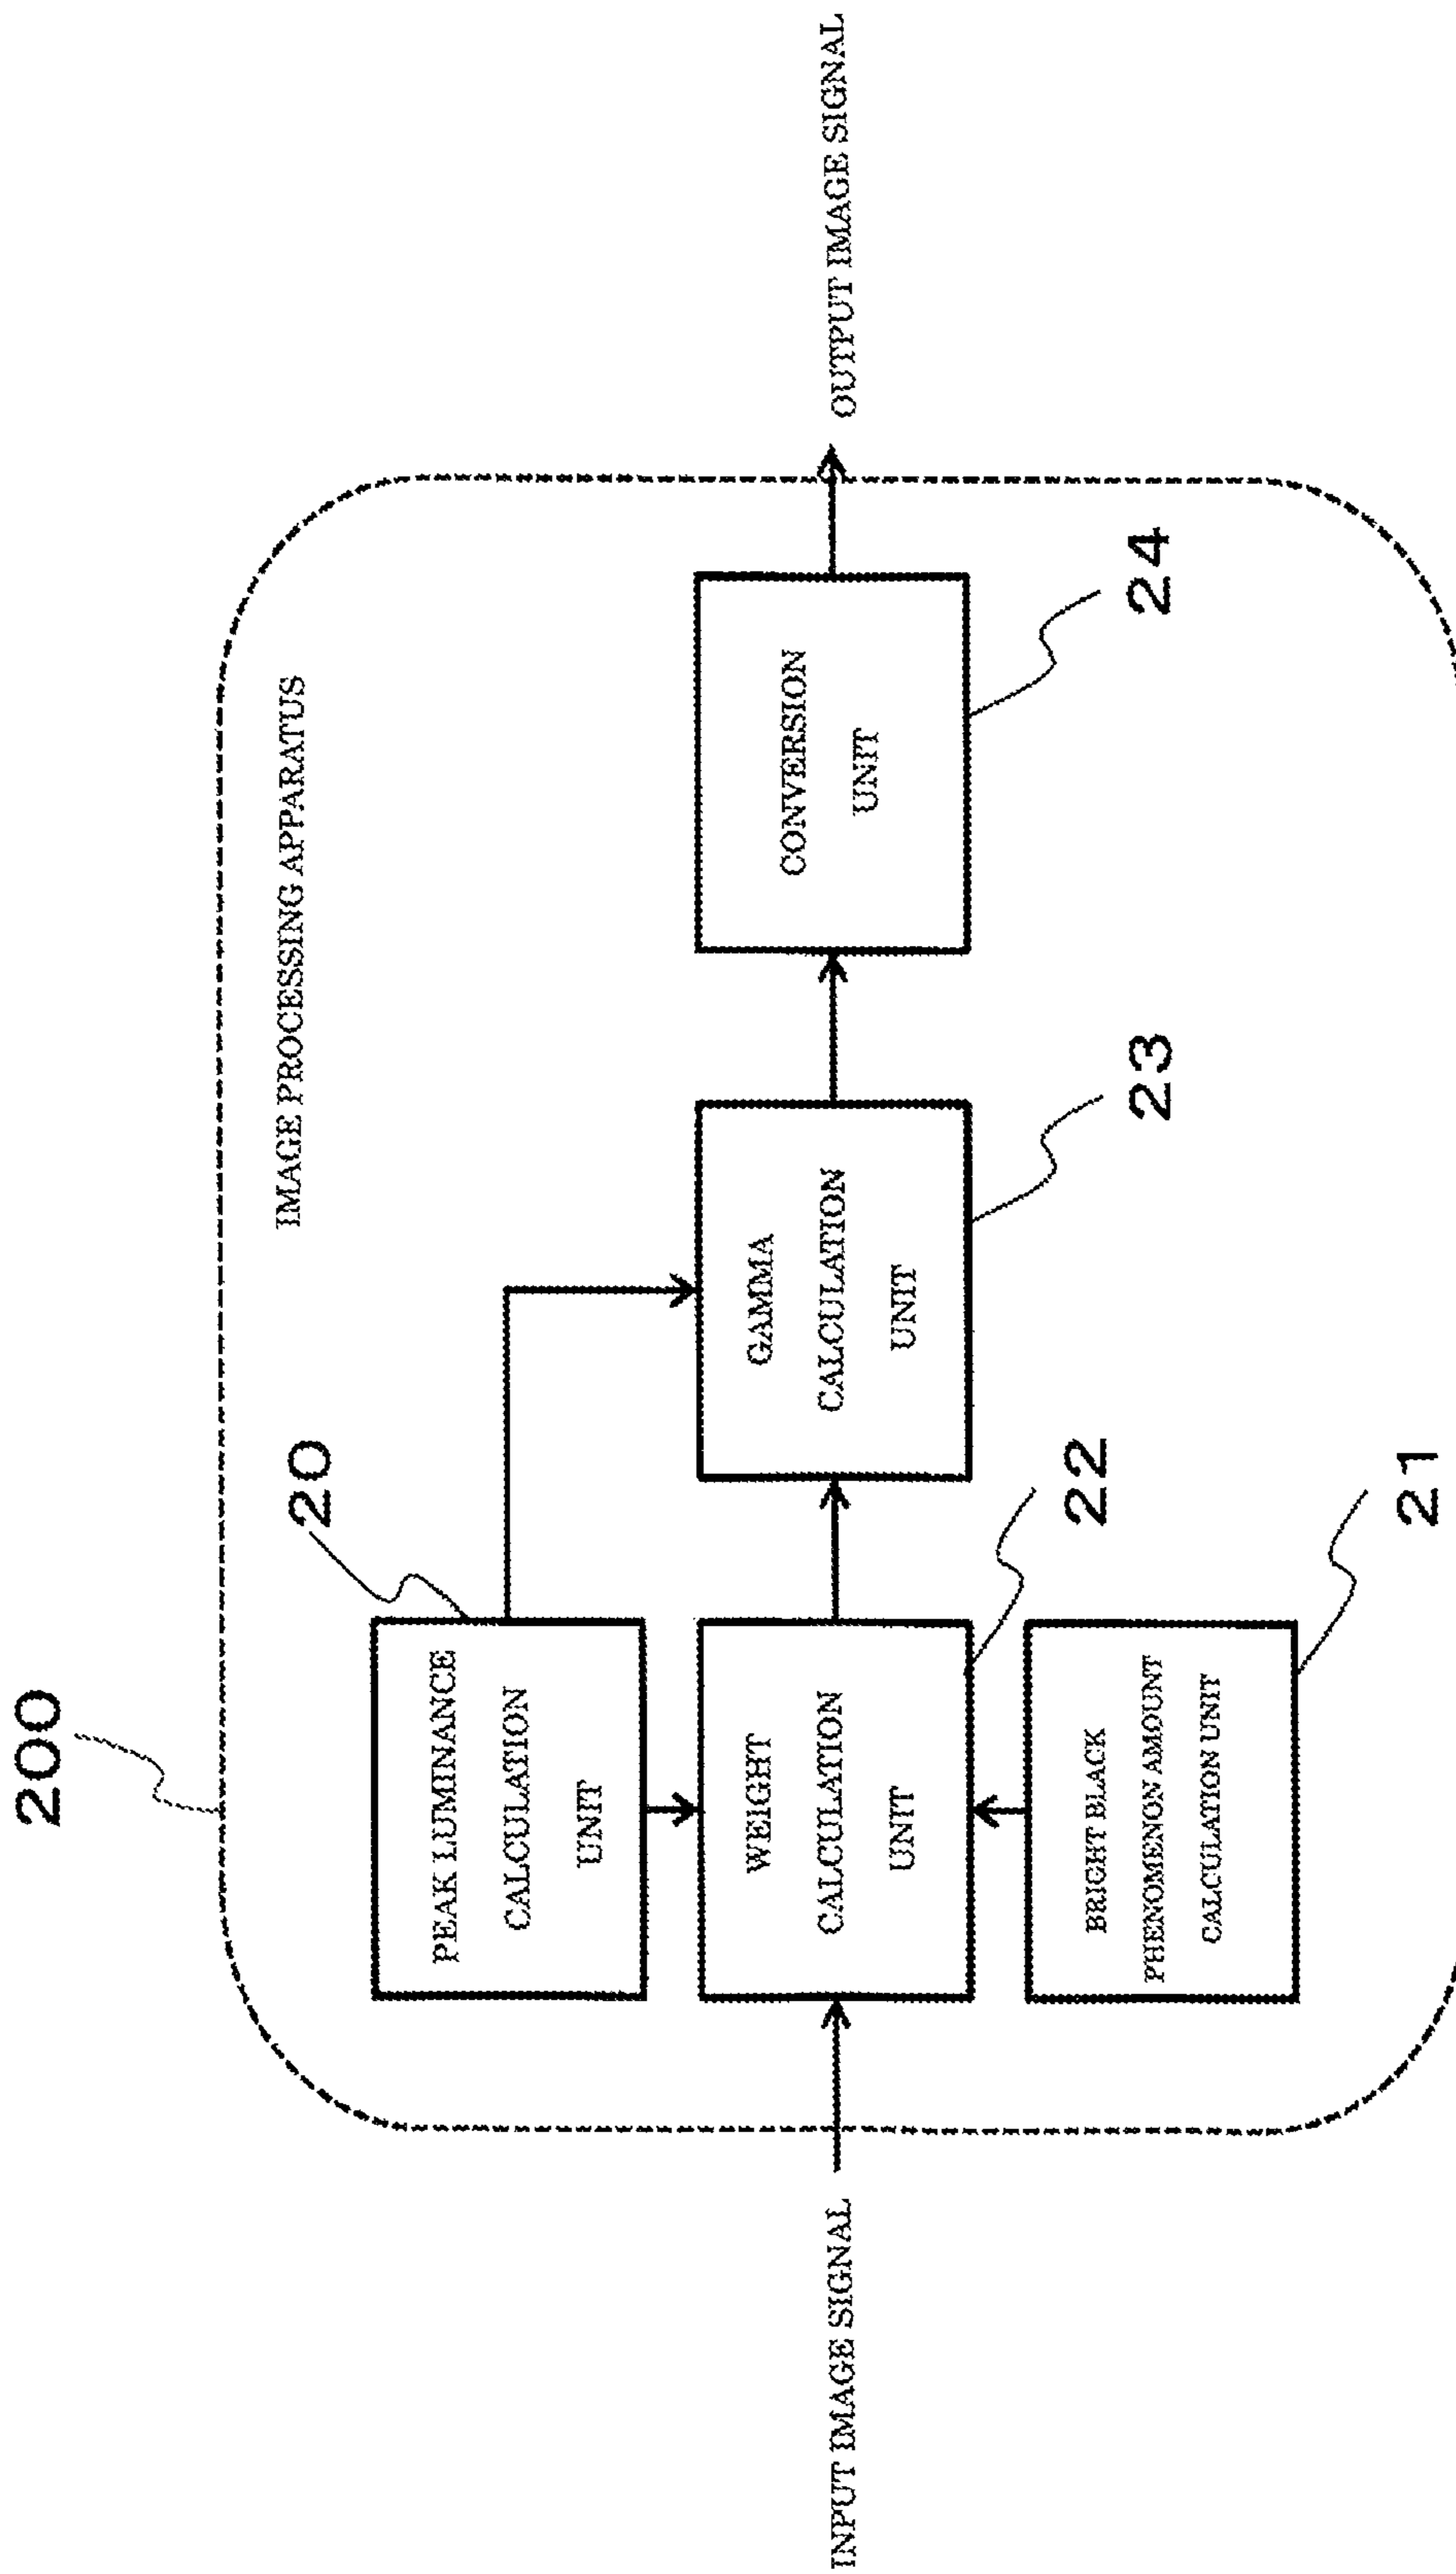 200
IMAGE PROCESSING APPARATUS
20
PEAK LUMINANCE
CALCULATION
UNIT
INPUT IMAGE SIGNAL
WEIGHT
CALCULATION
UNIT
22
GAMMA
CALCULATION
UNIT
23
CONVERSION
UNIT
24
OUTPUT IMAGE SIGNAL
BRIGHT BLACK
PHENOMENON AMOUNT
CALCULATION UNIT
21